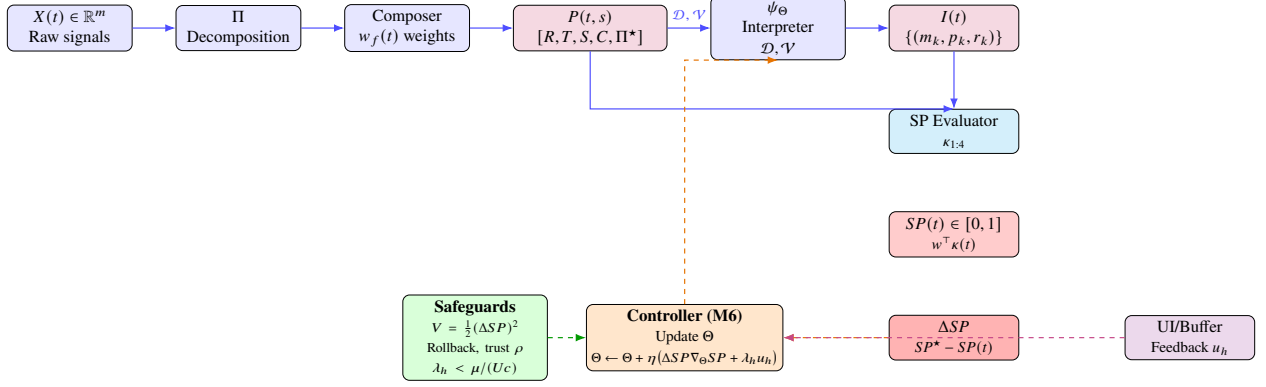 X(t) ∈ ℝ^m
Raw signals
Π
Decomposition
Composer
w_f(t) weights
P(t, s)
[R, T, S, C, Π^★]
𝒟, 𝒱
ψ_Θ
Interpreter
𝒟, 𝒱
I(t)
{(m_k, p_k, r_k)}
SP Evaluator
κ_{1:4}
SP(t) ∈ [0, 1]
w^⊤κ(t)
Safeguards
V = ½(ΔSP)²
Rollback, trust ρ
λ_h < μ/(Uc)
Controller (M6)
Update Θ
Θ ← Θ + η(ΔSP ∇_Θ SP + λ_h u_h)
ΔSP
SP^★ − SP(t)
UI/Buffer
Feedback u_h